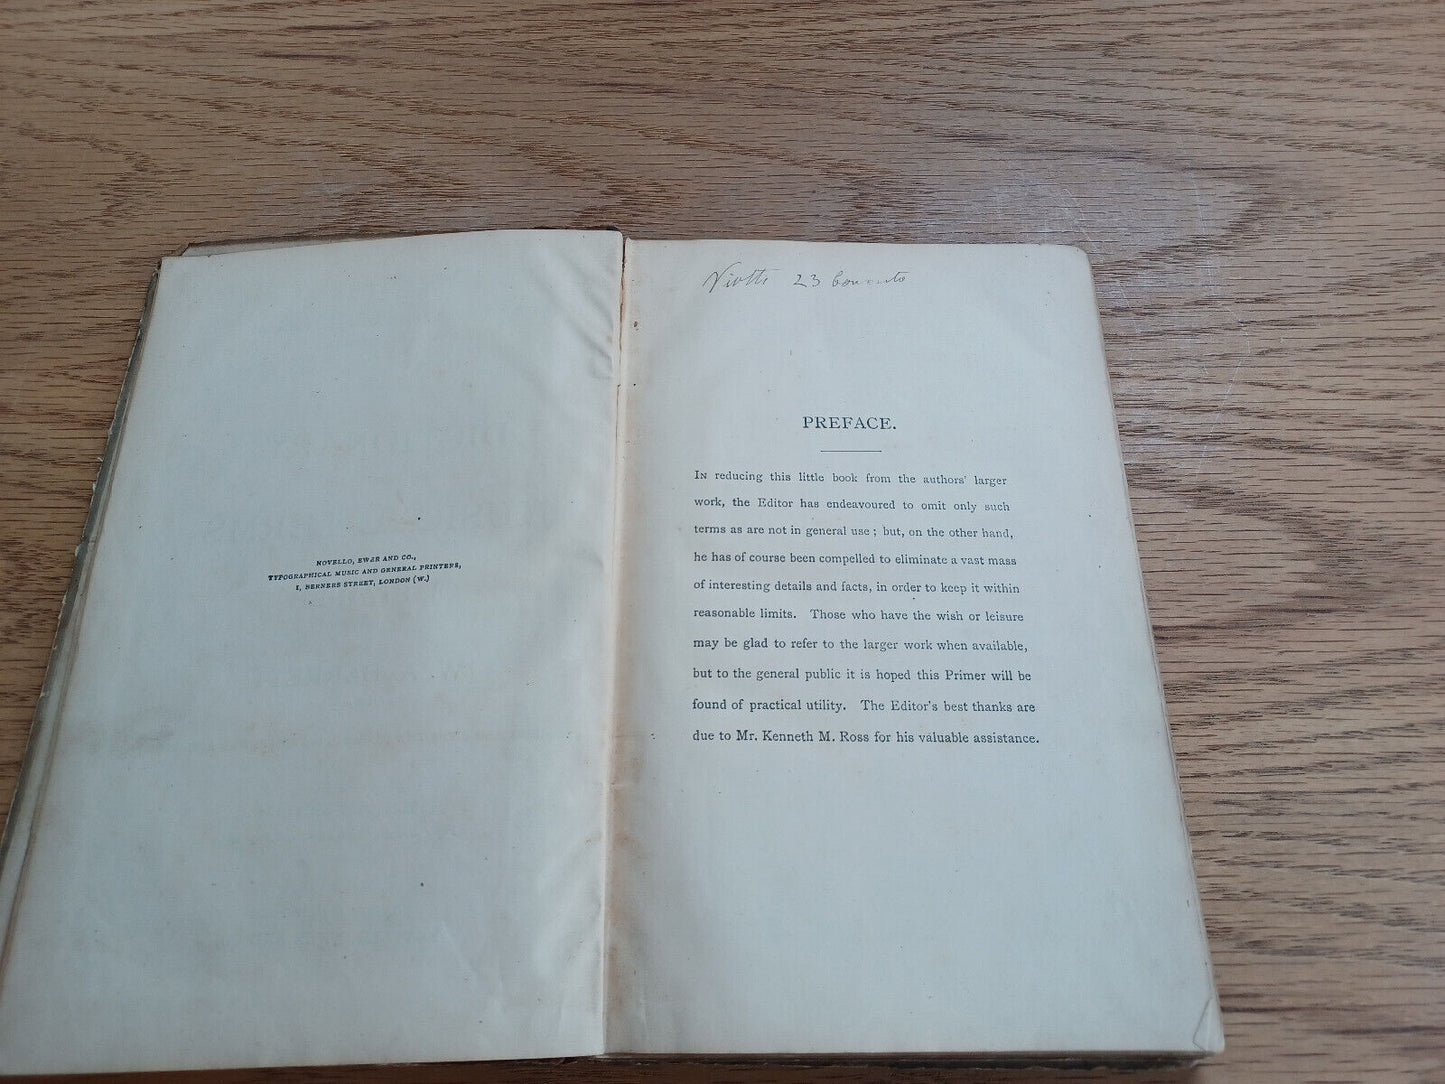 NOVELLO, EWER AND CO.,
TYPOGRAPHICAL MUSIC AND GENERAL PRINTERS,
1, BERNERS STREET, LONDON (W.)
Viotti 23
PREFACE.
In reducing this little book from the authors' larger
work, the Editor has endeavoured to omit only such
terms as are not in general use; but, on the other hand,
he has of course been compelled to eliminate a vast mass
of interesting details and facts, in order to keep it within
reasonable limits. Those who have the wish or leisure
may be glad to refer to the larger work when available,
but to the general public it is hoped this Primer will be
found of practical utility. The Editor's best thanks are
due to Mr. Kenneth M. Ross for his valuable assistance.